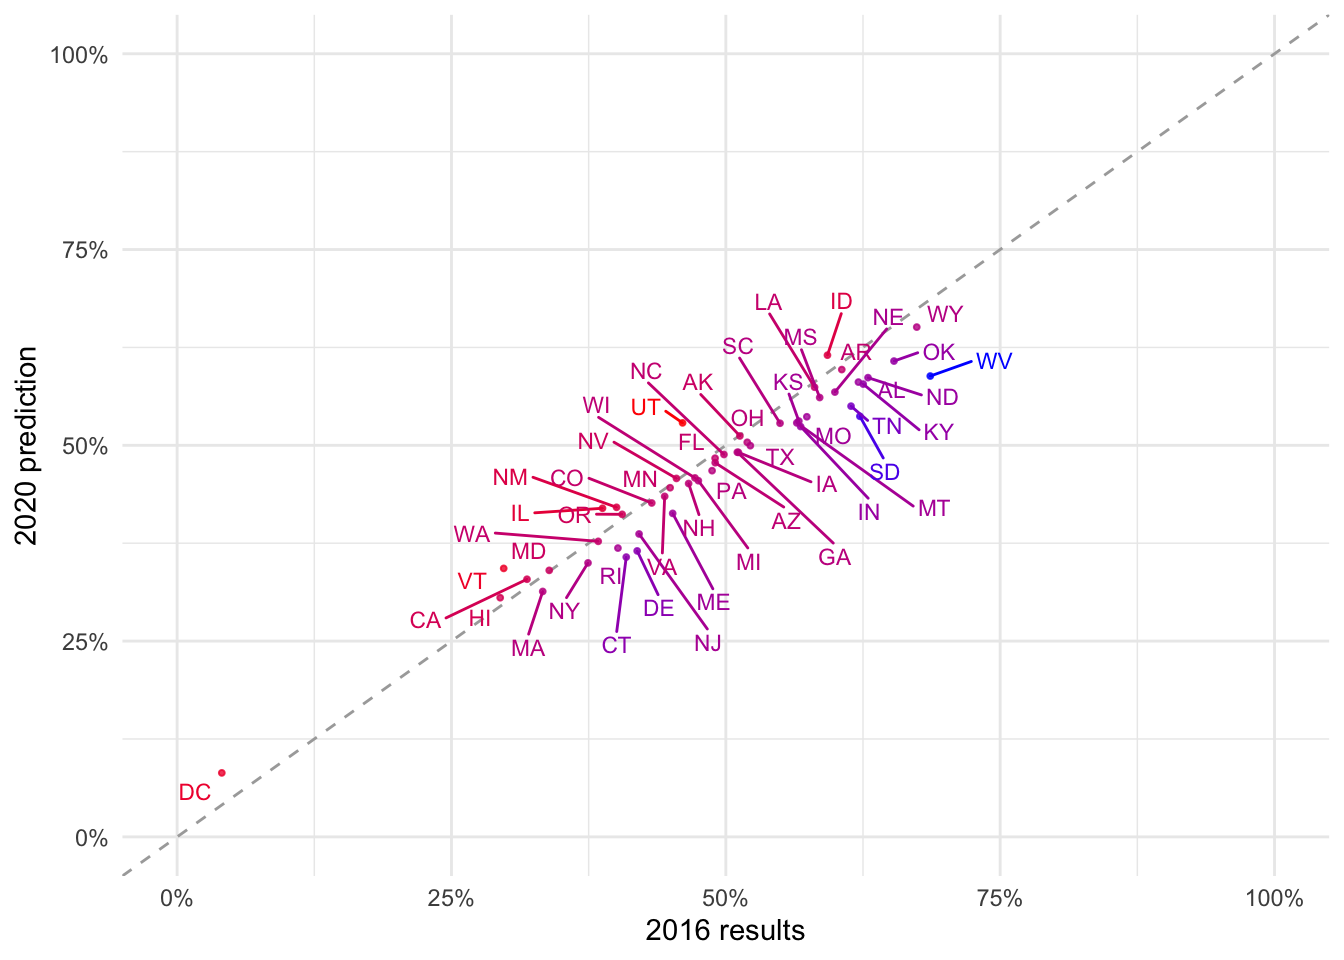 100%
75%
50%
25%
0%
2020 prediction
LA
ID
NE
WY
MS
SC
AR
OK
WV
NC
AK
KS
AL
ND
WI
UT
OH
TN
KY
NV
FL
MO
TX
SD
NM
CO
MN
PA
IA
IL
OR
AZ
IN
MT
WA
NH
MD
VA
MI
GA
VT
RI
CA
HI
NY
DE
ME
MA
CT
NJ
DC
0%
25%
50%
75%
100%
2016 results